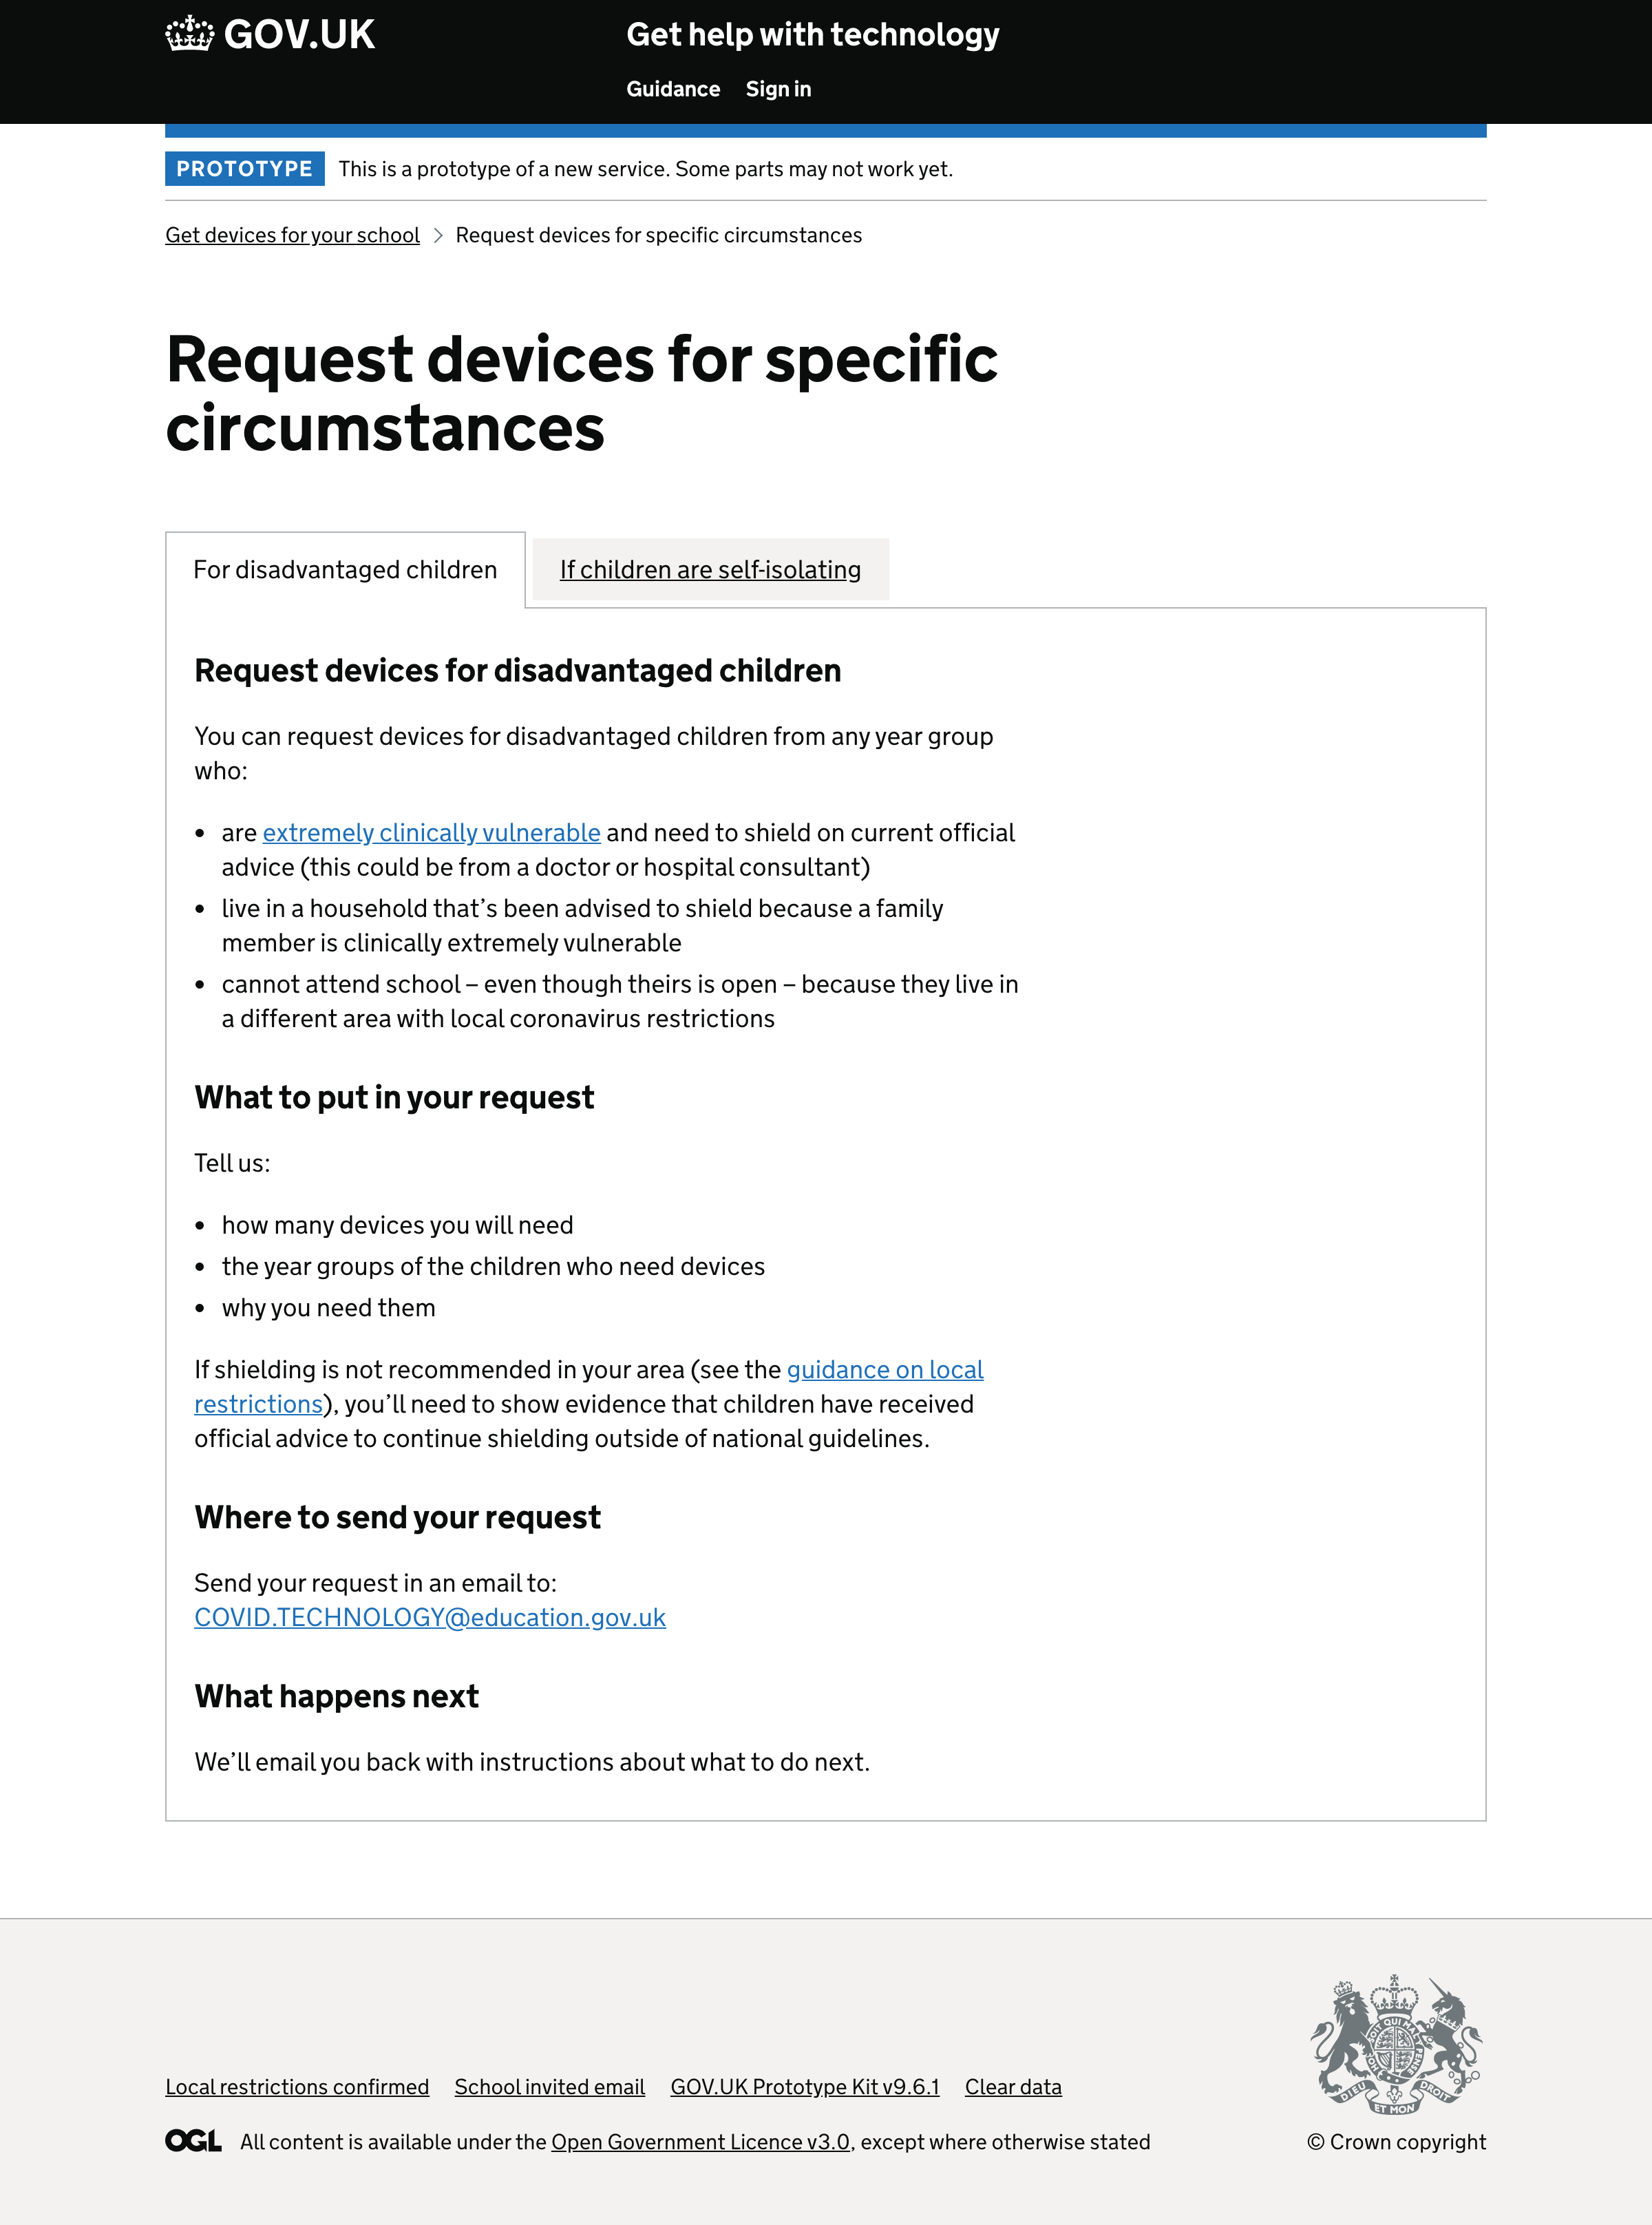 GOV.UK
Get help with technology
Guidance Sign in
PROTOTYPE This is a prototype of a new service. Some parts may not work yet.
Get devices for your school Request devices for specific circumstances
Request devices for specific
circumstances
For disadvantaged children If children are self-isolating
Request devices for disadvantaged children
You can request devices for disadvantaged children from any year group
who:
• are extremely clinically vulnerable and need to shield on current official
advice (this could be from a doctor or hospital consultant)
• live in a household that’s been advised to shield because a family
member is clinically extremely vulnerable
• cannot attend school – even though theirs is open – because they live in
a different area with local coronavirus restrictions
What to put in your request
Tell us:
• how many devices you will need
• the year groups of the children who need devices
• why you need them
If shielding is not recommended in your area (see the guidance on local
restrictions), you’ll need to show evidence that children have received
official advice to continue shielding outside of national guidelines.
Where to send your request
Send your request in an email to:
COVID.TECHNOLOGY@education.gov.uk
What happens next
We’ll email you back with instructions about what to do next.
Local restrictions confirmed School invited email GOV.UK Prototype Kit v9.6.1 Clear data
OGL All content is available under the Open Government Licence v3.0, except where otherwise stated
DIEU ET MON DROIT
© Crown copyright